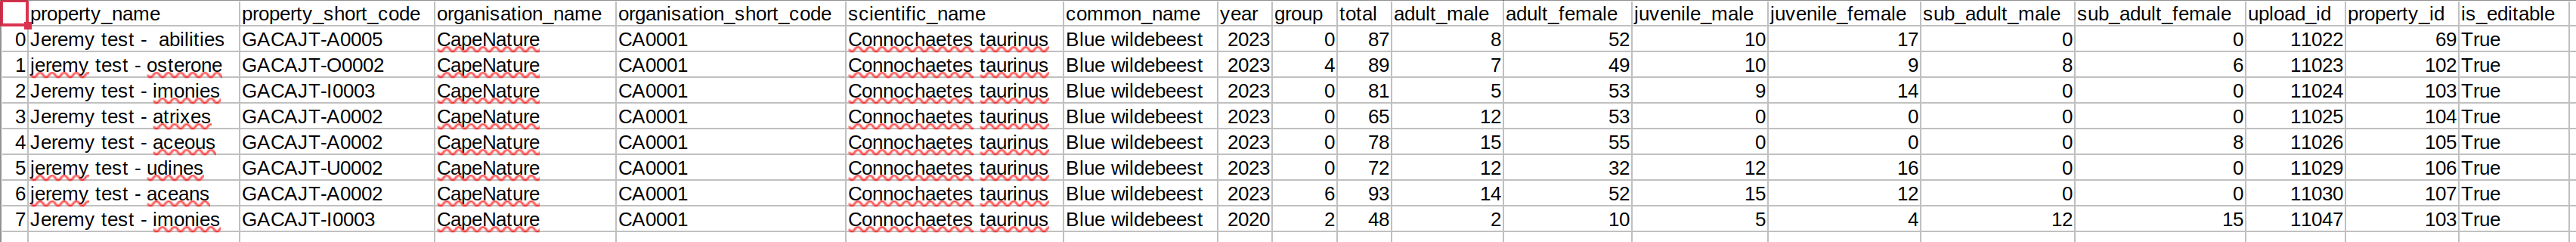 property_name property_short_code organisation_name organisation_short_code scientific_name common_name year group total adult_male adult_female juvenile_male juvenile_female sub_adult_male sub_adult_female upload_id property_id is_editable
0 Jeremy test -  abilities GACAJT-A0005 CapeNature CA0001 Connochaetes taurinus Blue wildebeest 2023 0 87 8 52 10 17 0 0 11022 69 True
1 jeremy test - osterone GACAJT-O0002 CapeNature CA0001 Connochaetes taurinus Blue wildebeest 2023 4 89 7 49 10 9 8 6 11023 102 True
2 Jeremy test - imonies GACAJT-I0003 CapeNature CA0001 Connochaetes taurinus Blue wildebeest 2023 0 81 5 53 9 14 0 0 11024 103 True
3 Jeremy test - atrixes GACAJT-A0002 CapeNature CA0001 Connochaetes taurinus Blue wildebeest 2023 0 65 12 53 0 0 0 0 11025 104 True
4 Jeremy test - aceous GACAJT-A0002 CapeNature CA0001 Connochaetes taurinus Blue wildebeest 2023 0 78 15 55 0 0 0 8 11026 105 True
5 jeremy test - udines GACAJT-U0002 CapeNature CA0001 Connochaetes taurinus Blue wildebeest 2023 0 72 12 32 12 16 0 0 11029 106 True
6 jeremy test - aceans GACAJT-A0002 CapeNature CA0001 Connochaetes taurinus Blue wildebeest 2023 6 93 14 52 15 12 0 0 11030 107 True
7 Jeremy test - imonies GACAJT-I0003 CapeNature CA0001 Connochaetes taurinus Blue wildebeest 2020 2 48 2 10 5 4 12 15 11047 103 True